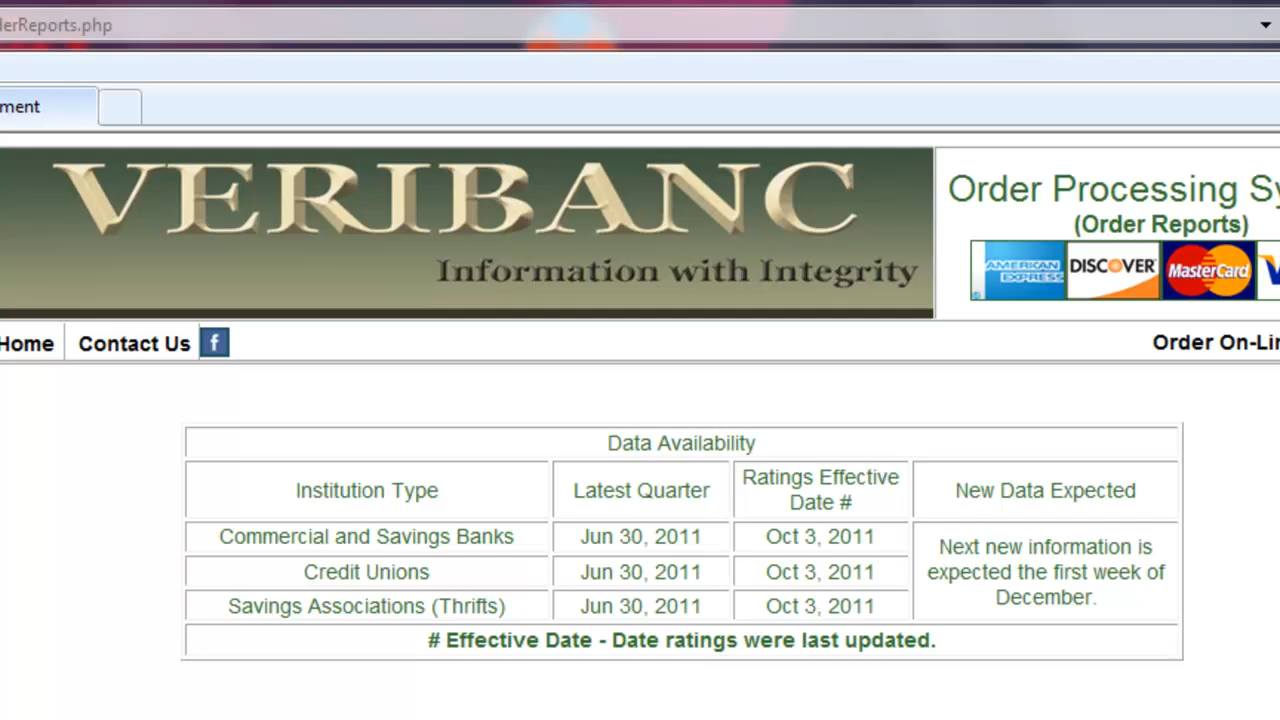 derReports.php
ment
VERIBANC
Information with Integrity
Order Processing Sy
(Order Reports)
AMERICAN EXPRESS
DISCOVER
MasterCard
Home
Contact Us
f
Order On-Lin
Data Availability
Institution Type
Latest Quarter
Ratings Effective
Date #
New Data Expected
Commercial and Savings Banks
Jun 30, 2011
Oct 3, 2011
Next new information is
expected the first week of
December.
Credit Unions
Jun 30, 2011
Oct 3, 2011
Savings Associations (Thrifts)
Jun 30, 2011
Oct 3, 2011
# Effective Date - Date ratings were last updated.